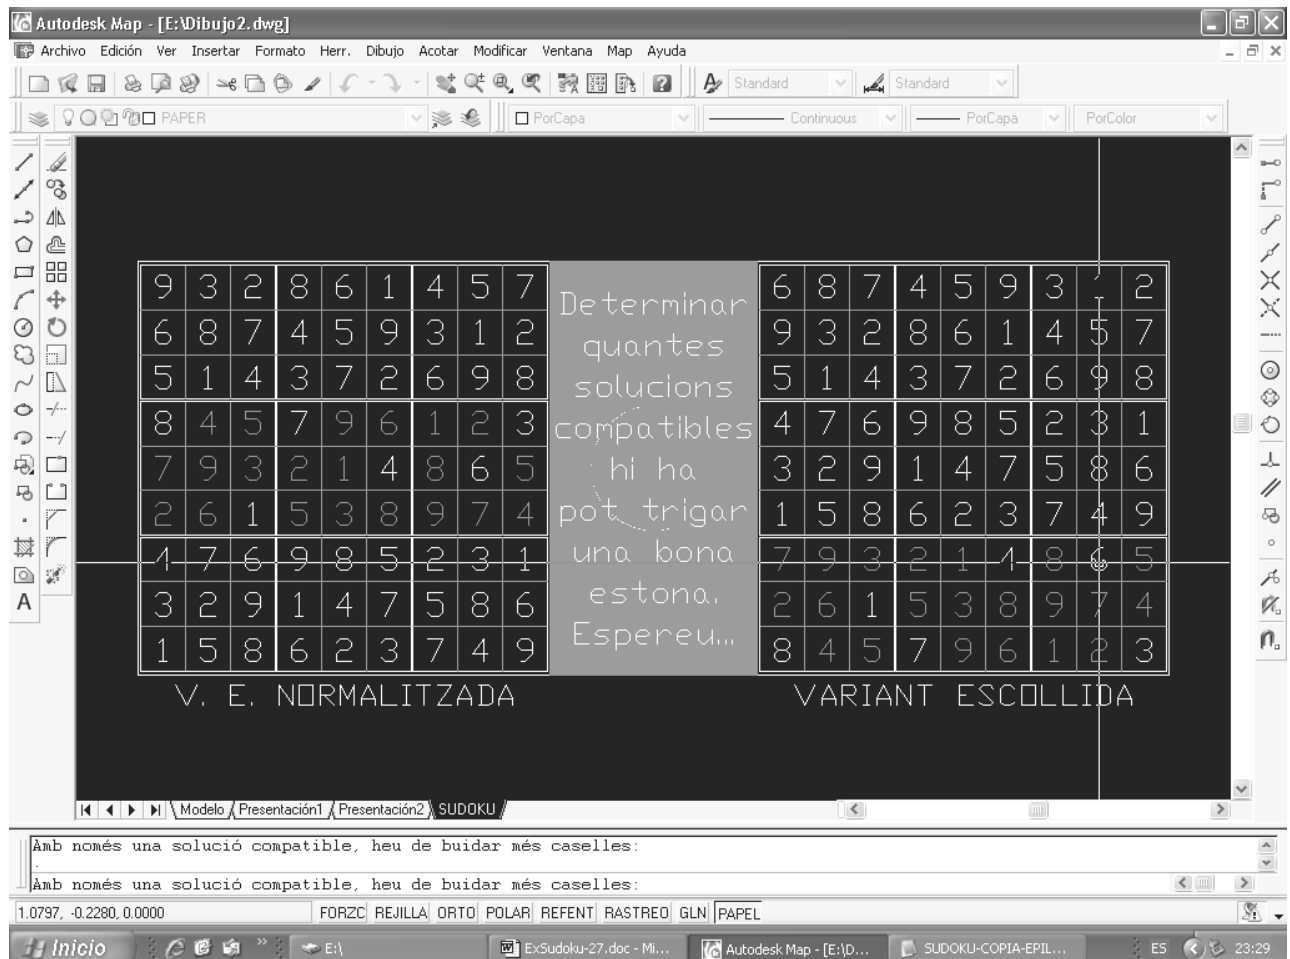 Autodesk Map - [E:\Dibujo2.dwg]
Archivo Edición Ver Insertar Formato Herr. Dibujo Acotar Modificar Ventana Map Ayuda
Standard Standard
PAPER PorCapa Continuous PorCapa PorColor
9 3 2 8 6 1 4 5 7
6 8 7 4 5 9 3 1 2
5 1 4 3 7 2 6 9 8
8 4 5 7 9 6 1 2 3
7 9 3 2 1 4 8 6 5
2 6 1 5 3 8 9 7 4
4 7 6 9 8 5 2 3 1
3 2 9 1 4 7 5 8 6
1 5 8 6 2 3 7 4 9
V. E. NORMALITZADA
Determinar
quantes
solucions
compatibles
hi ha
pot trigar
una bona
estona.
Espereu...
6 8 7 4 5 9 3 1 2
9 3 2 8 6 1 4 5 7
5 1 4 3 7 2 6 9 8
4 7 6 9 8 5 2 3 1
3 2 9 1 4 7 5 8 6
1 5 8 6 2 3 7 4 9
7 9 3 2 1 4 8 6 5
2 6 1 5 3 8 9 7 4
8 4 5 7 9 6 1 2 3
VARIANT ESCOLLIDA
Modelo Presentación1 Presentación2 SUDOKU
Amb només una solució compatible, heu de buidar més caselles:
.
Amb només una solució compatible, heu de buidar més caselles:
1.0797, -0.2280, 0.0000 FORZC REJILLA ORTO POLAR REFENT RASTREO GLN PAPEL
Inicio » E:\ ExSudoku-27.doc - Mi... Autodesk Map - [E:\D... SUDOKU-COPIA-EPIL... ES 23:29